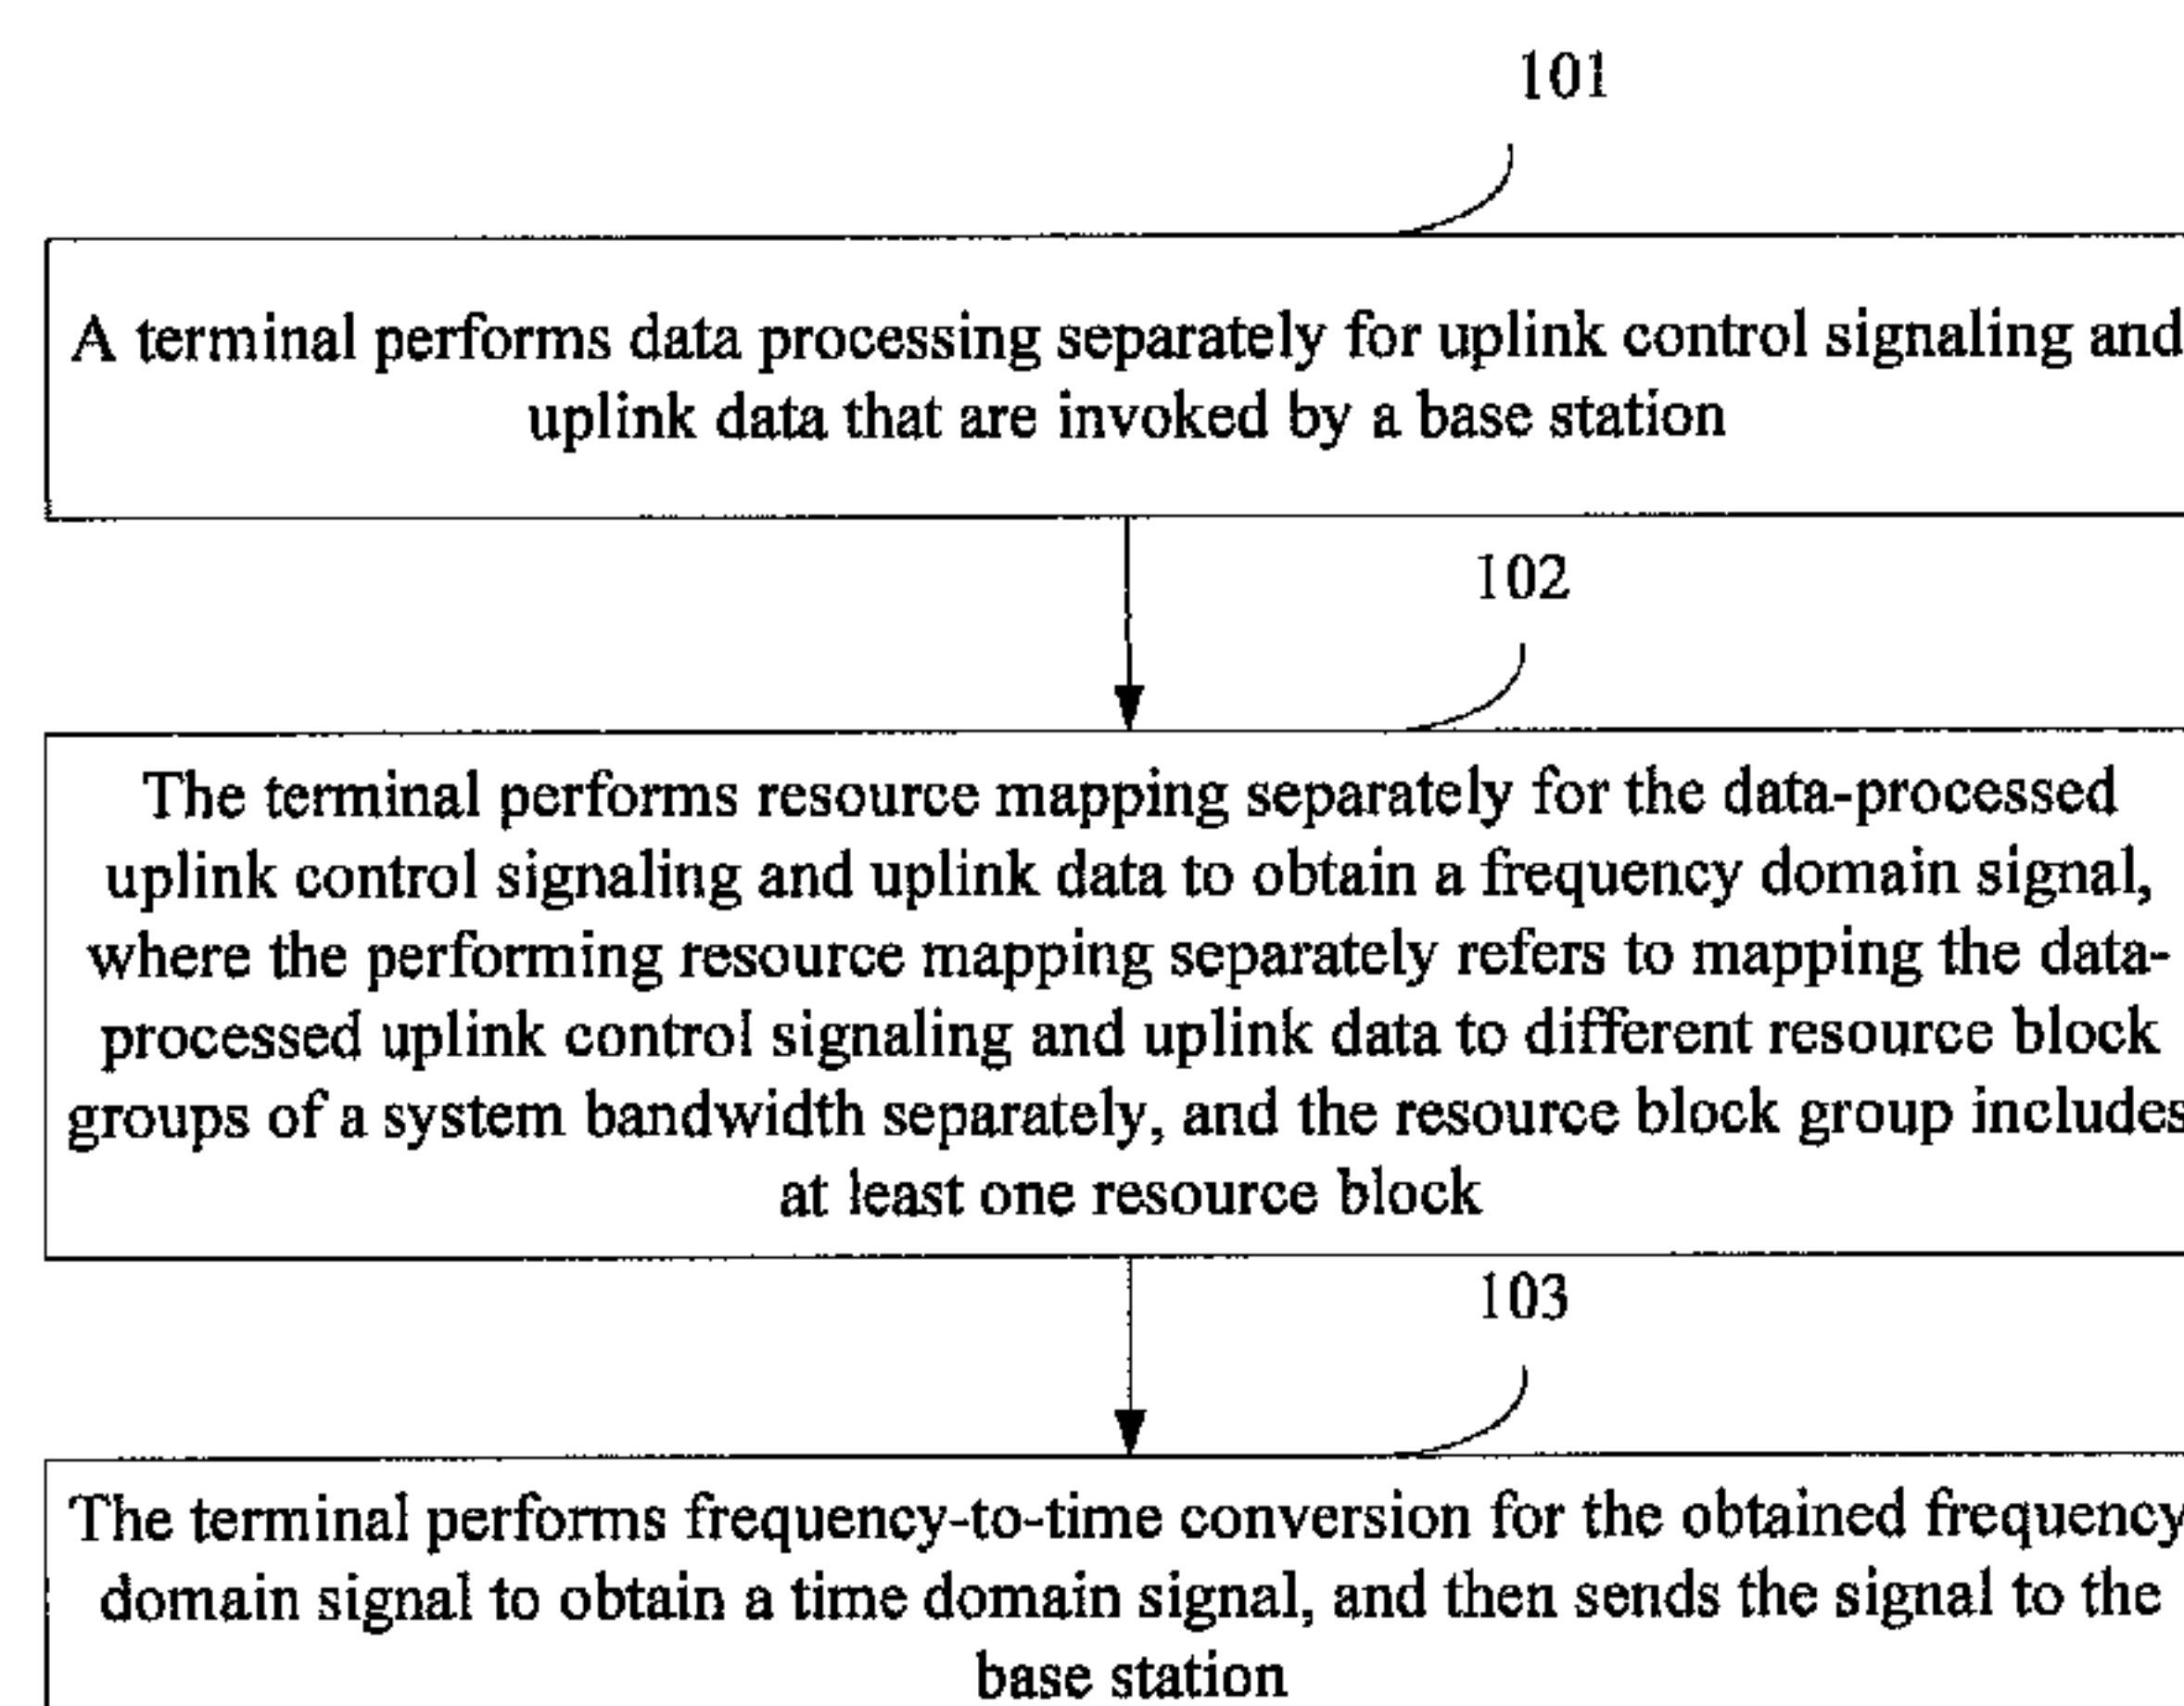 101
A terminal performs data processing separately for uplink control signaling and
uplink data that are invoked by a base station
102
The terminal performs resource mapping separately for the data-processed
uplink control signaling and uplink data to obtain a frequency domain signal,
where the performing resource mapping separately refers to mapping the data-
processed uplink control signaling and uplink data to different resource block
groups of a system bandwidth separately, and the resource block group includes
at least one resource block
103
The terminal performs frequency-to-time conversion for the obtained frequency
domain signal to obtain a time domain signal, and then sends the signal to the
base station